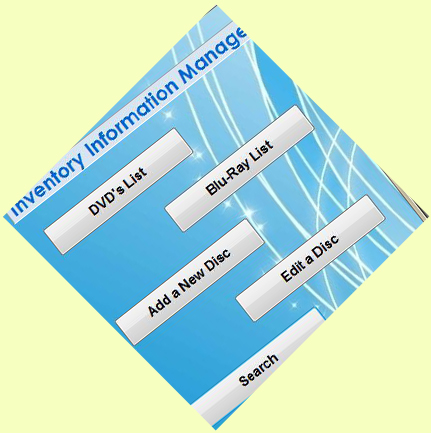 Inventory Information Manage
DVD's List
Blu-Ray List
Add a New Disc
Edit a Disc
Search